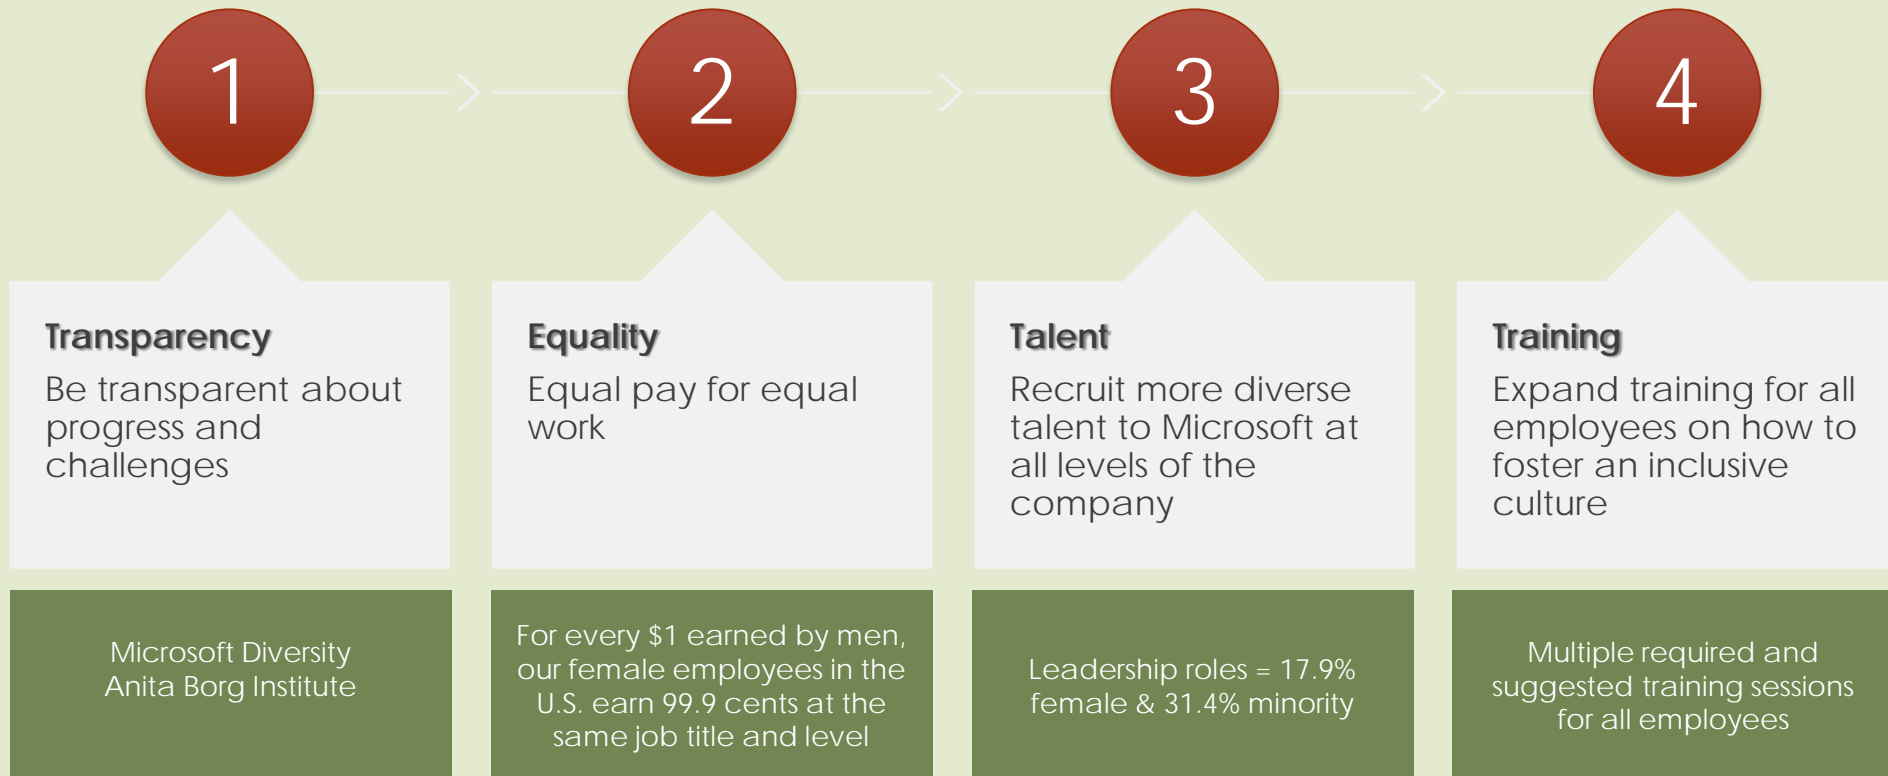 1
2
3
4
Transparency
Be transparent about
progress and
challenges
Equality
Equal pay for equal
work
Talent
Recruit more diverse
talent to Microsoft at
all levels of the
company
Training
Expand training for all
employees on how to
foster an inclusive
culture
Microsoft Diversity
Anita Borg Institute
For every $1 earned by men,
our female employees in the
U.S. earn 99.9 cents at the
same job title and level
Leadership roles = 17.9%
female & 31.4% minority
Multiple required and
suggested training sessions
for all employees